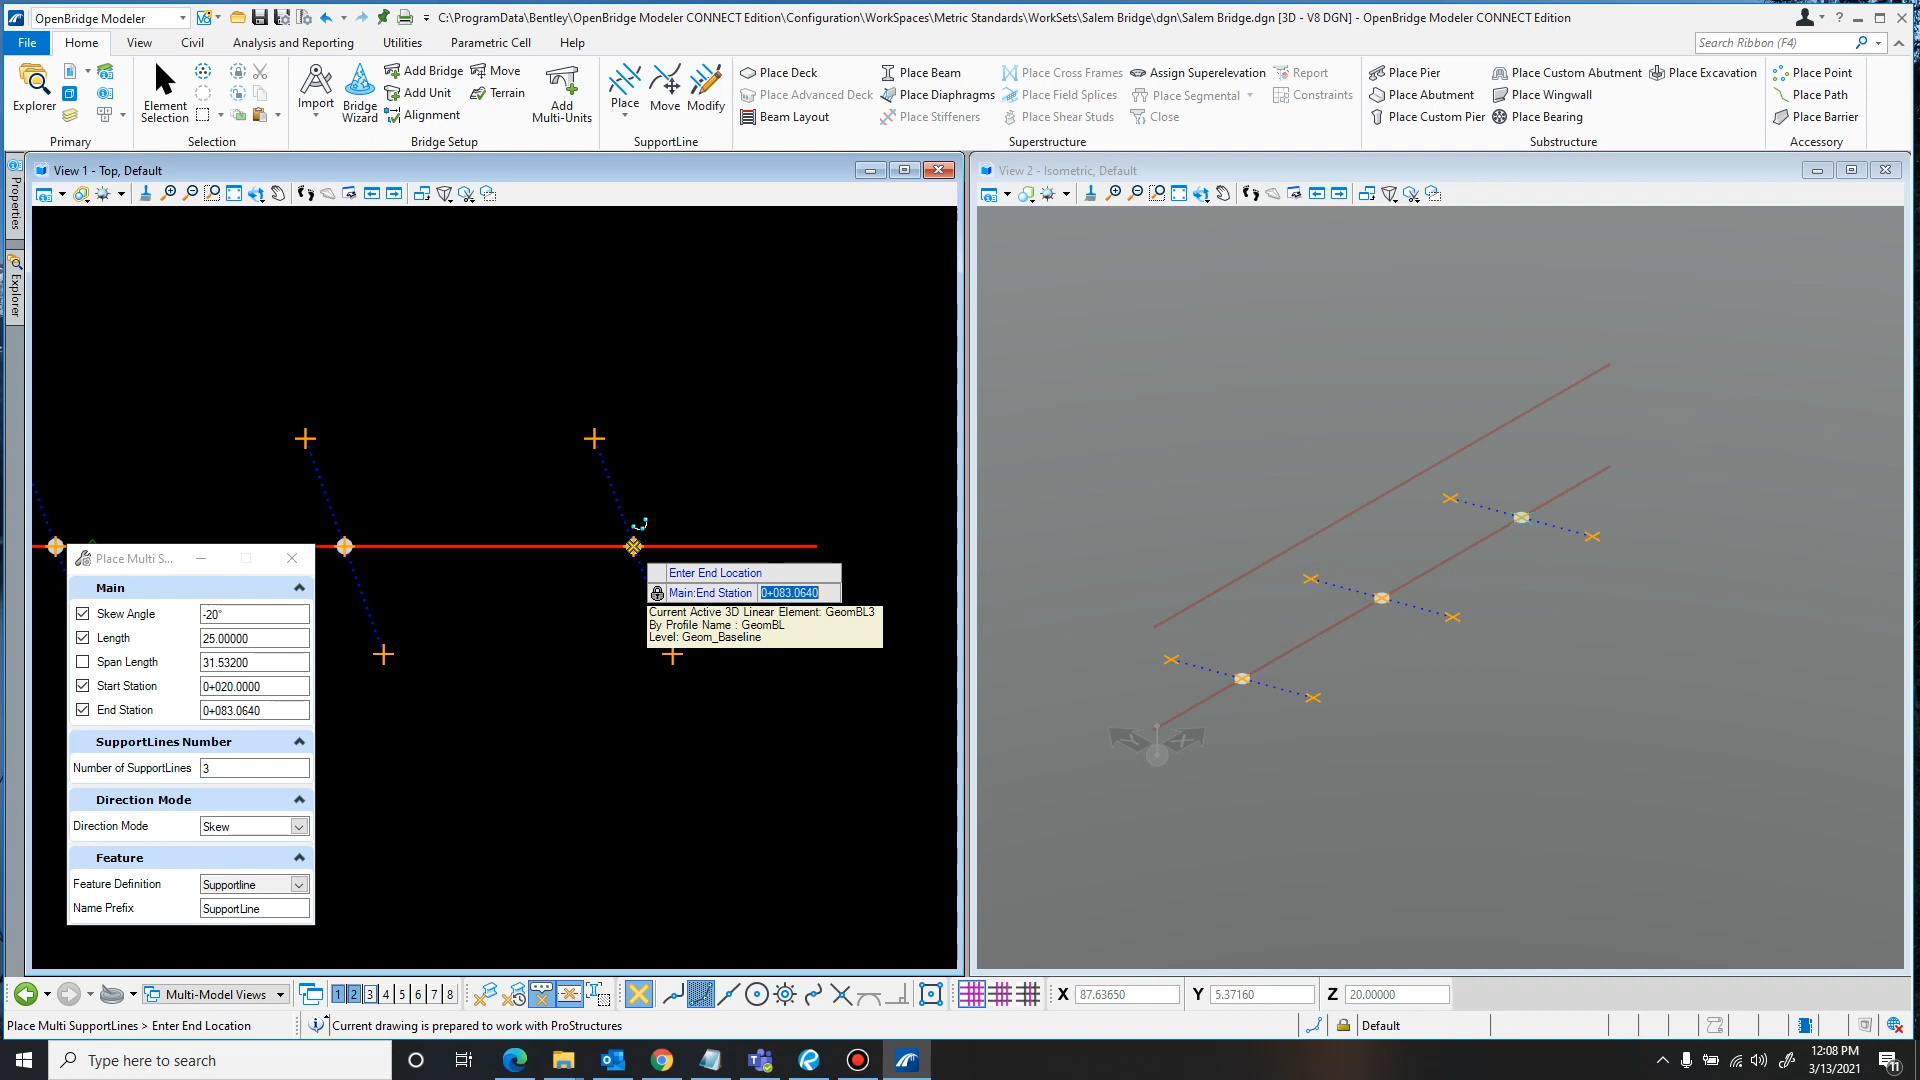 OpenBridge Modeler
C:\ProgramData\Bentley\OpenBridge Modeler CONNECT Edition\Configuration\WorkSpaces\Metric Standards\WorkSets\Salem Bridge\dgn\Salem Bridge.dgn [3D - V8 DGN] - OpenBridge Modeler CONNECT Edition
File Home View Civil Analysis and Reporting Utilities Parametric Cell Help
Search Ribbon (F4)
Explorer
Primary
Element Selection
Selection
Import
Bridge Wizard
Add Bridge
Add Unit
Alignment
Move
Terrain
Add Multi-Units
Bridge Setup
Place Move Modify
SupportLine
Place Deck
Place Advanced Deck
Beam Layout
Place Beam
Place Diaphragms
Place Stiffeners
Place Cross Frames
Place Field Splices
Place Shear Studs
Assign Superelevation
Place Segmental
Close
Report
Constraints
Superstructure
Place Pier
Place Abutment
Place Custom Pier
Place Custom Abutment
Place Wingwall
Place Bearing
Place Excavation
Substructure
Place Point
Place Path
Place Barrier
Accessory
Properties
Explorer
View 1 - Top, Default
View 2 - Isometric, Default
Enter End Location
Main:End Station 0+083.0640
Current Active 3D Linear Element: GeomBL3
By Profile Name : GeomBL
Level: Geom_Baseline
Place Multi S...
Main
Skew Angle -20°
Length 25.00000
Span Length 31.53200
Start Station 0+020.0000
End Station 0+083.0640
SupportLines Number
Number of SupportLines 3
Direction Mode
Direction Mode Skew
Feature
Feature Definition Supportline
Name Prefix SupportLine
Y X
Multi-Model Views 1 2 3 4 5 6 7 8
X 87.63650 Y 5.37160 Z 20.00000
Place Multi SupportLines > Enter End Location
Current drawing is prepared to work with ProStructures
Default
Type here to search
12:08 PM
3/13/2021
11